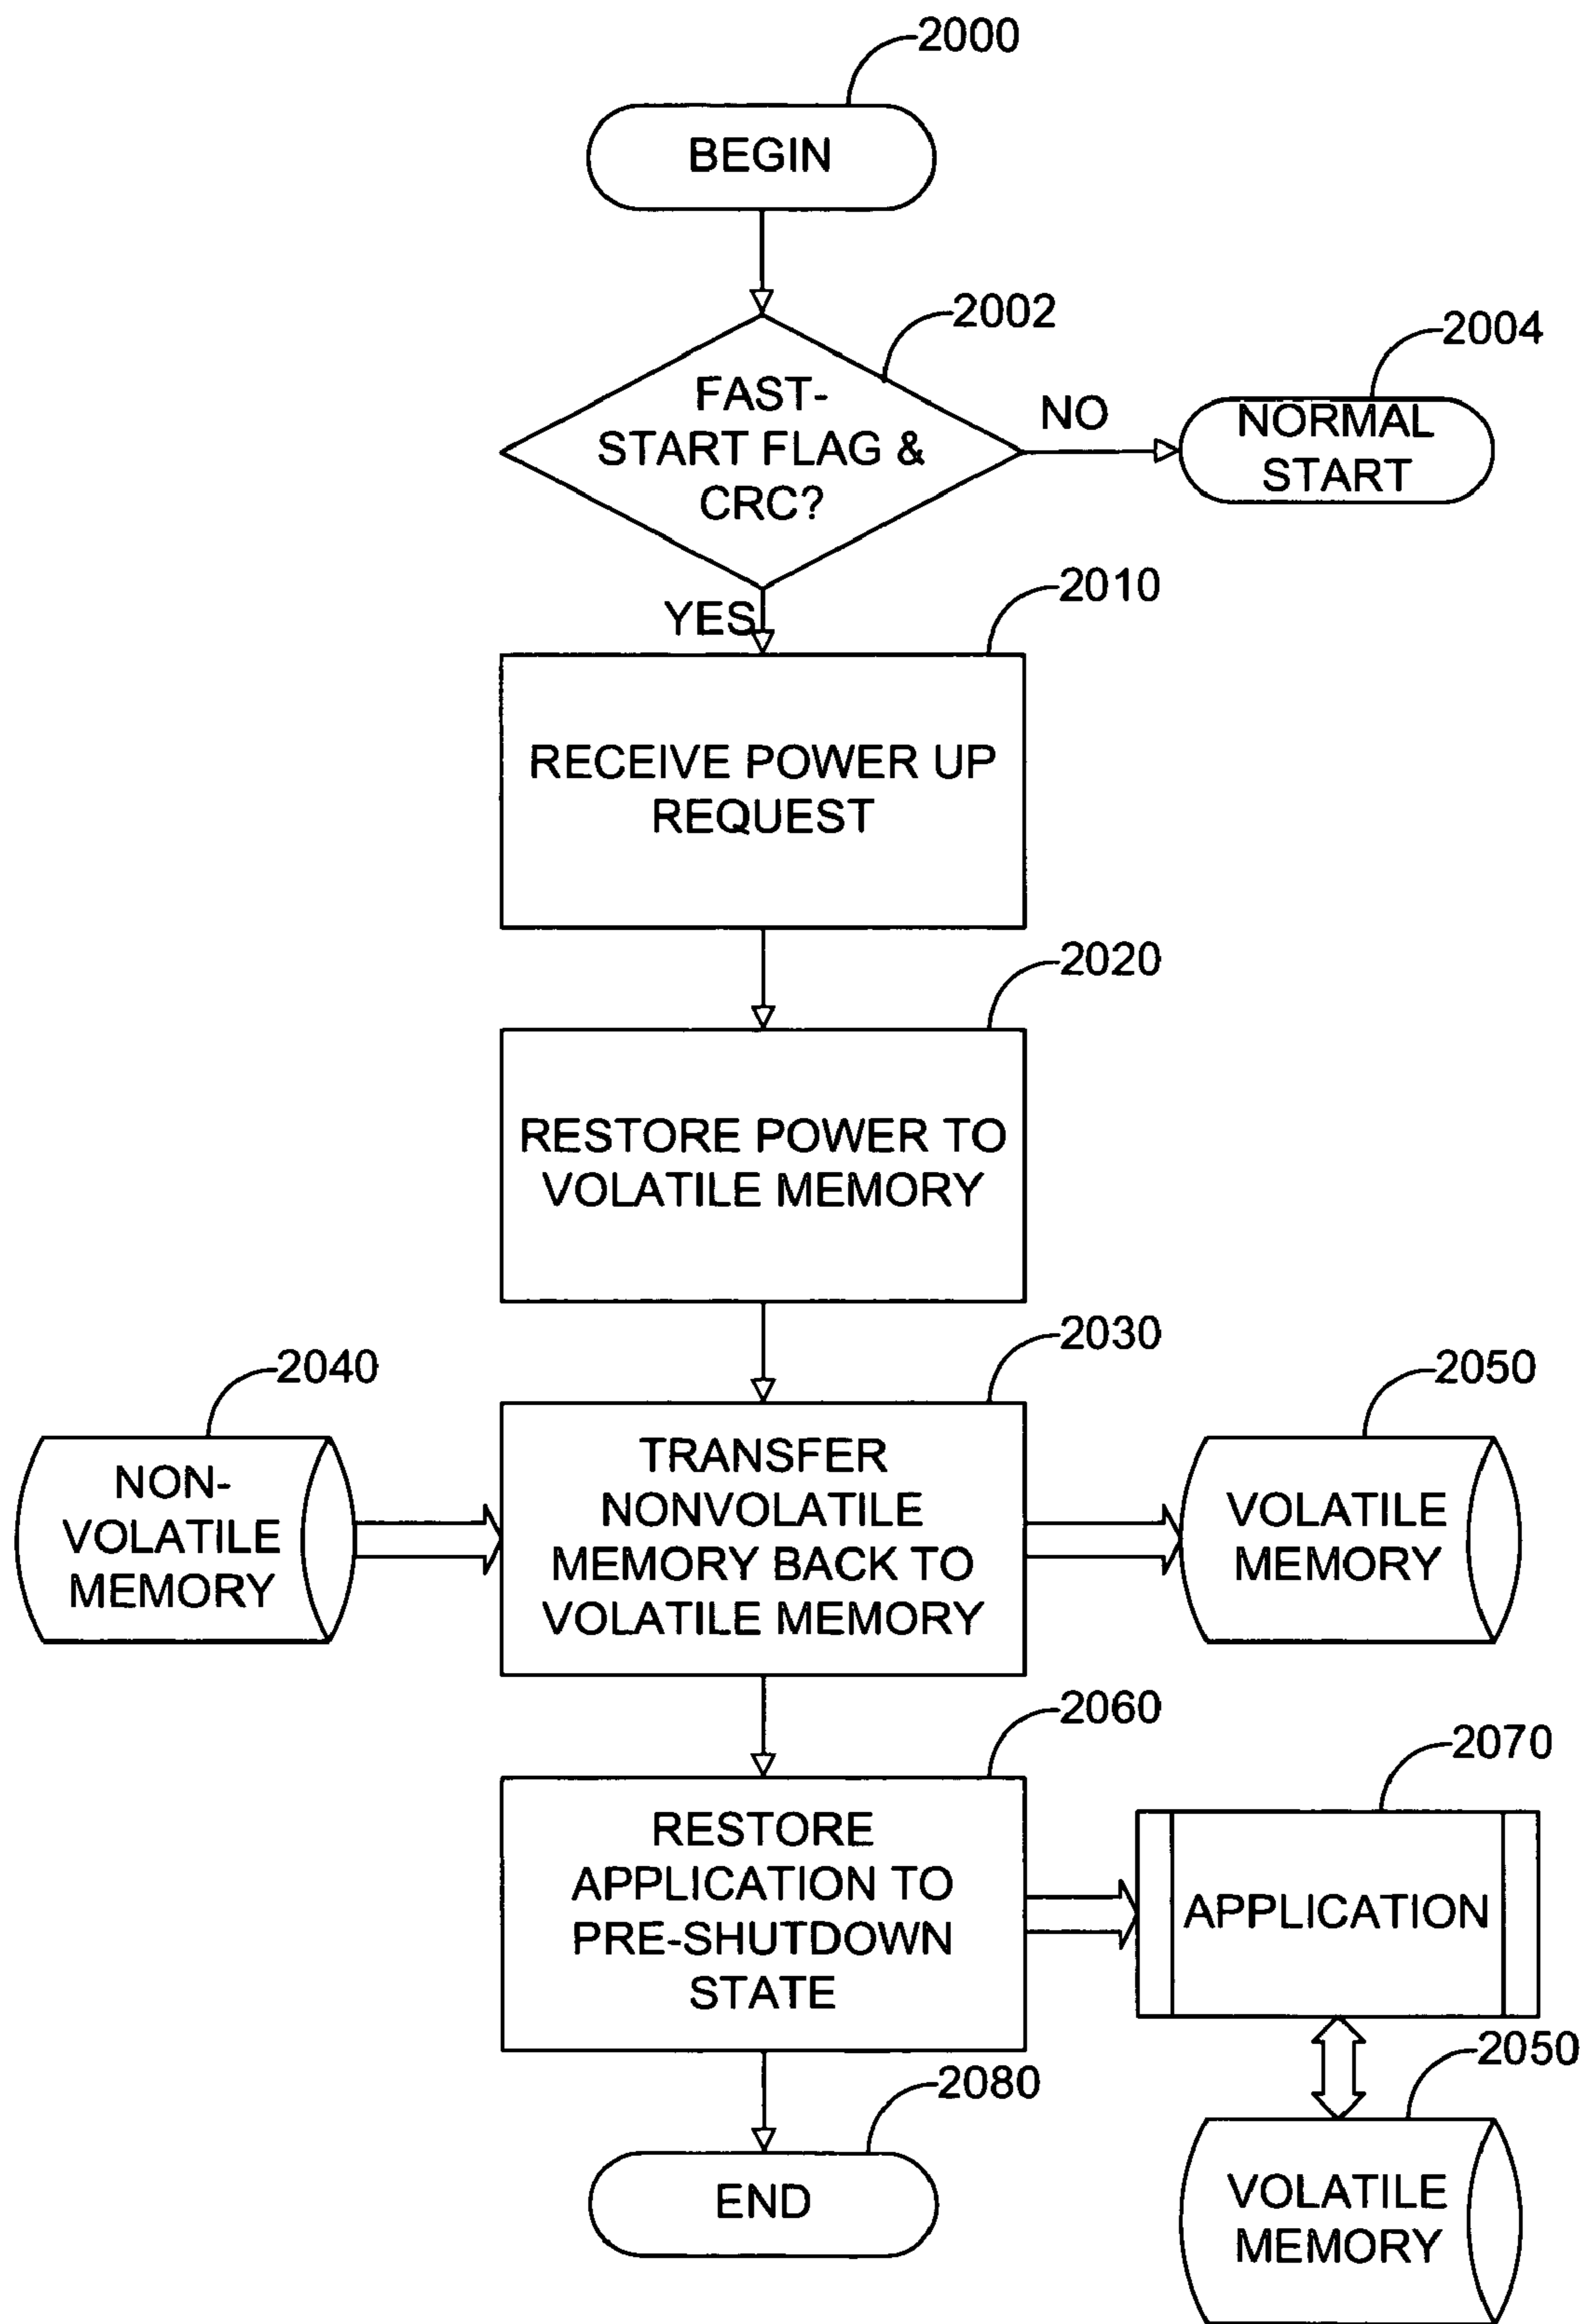 2000
BEGIN
2002
FAST-
START FLAG &
CRC?
NO
2004
NORMAL
START
YES
2010
RECEIVE POWER UP
REQUEST
2020
RESTORE POWER TO
VOLATILE MEMORY
2030
2040
NON-
VOLATILE
MEMORY
TRANSFER
NONVOLATILE
MEMORY BACK TO
VOLATILE MEMORY
2050
VOLATILE
MEMORY
2060
RESTORE
APPLICATION TO
PRE-SHUTDOWN
STATE
2070
APPLICATION
2050
VOLATILE
MEMORY
2080
END